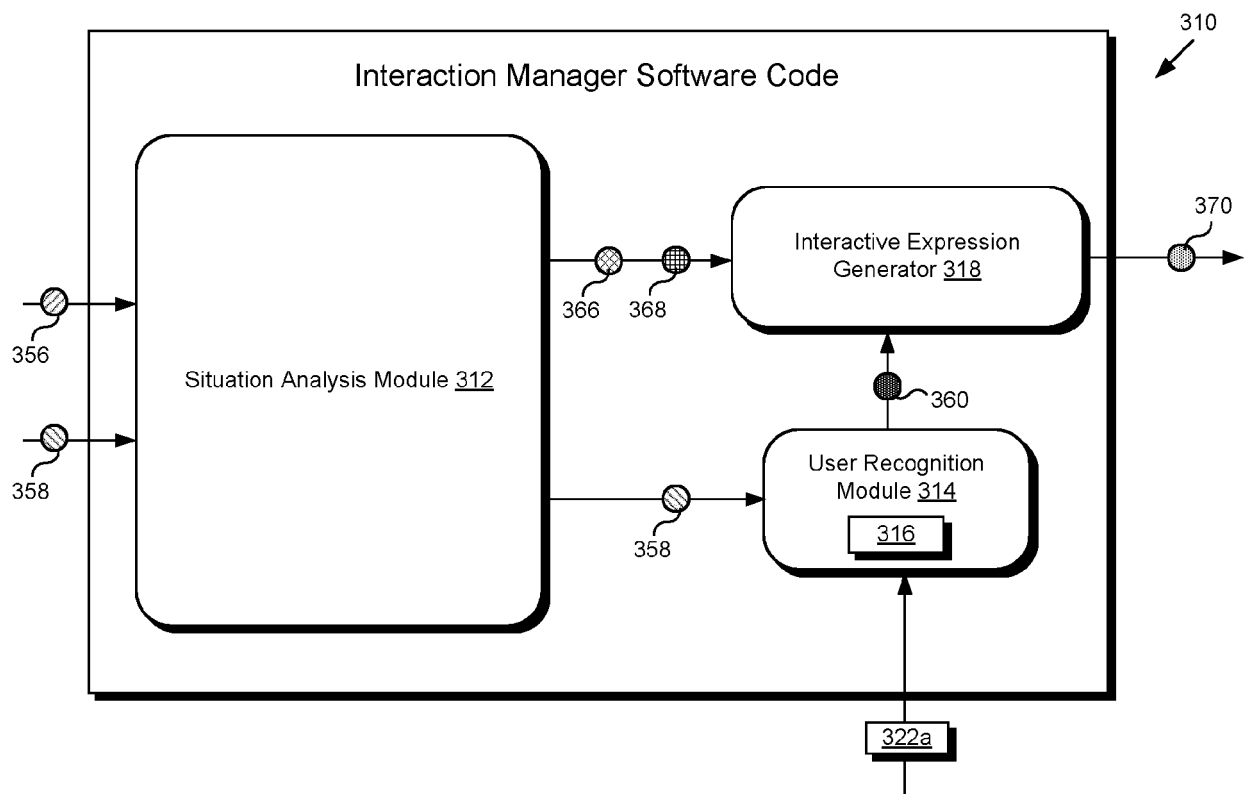 310
Interaction Manager Software Code
370
Interactive Expression
Generator 318
366
368
356
Situation Analysis Module 312
360
358
User Recognition
Module 314
316
358
322a